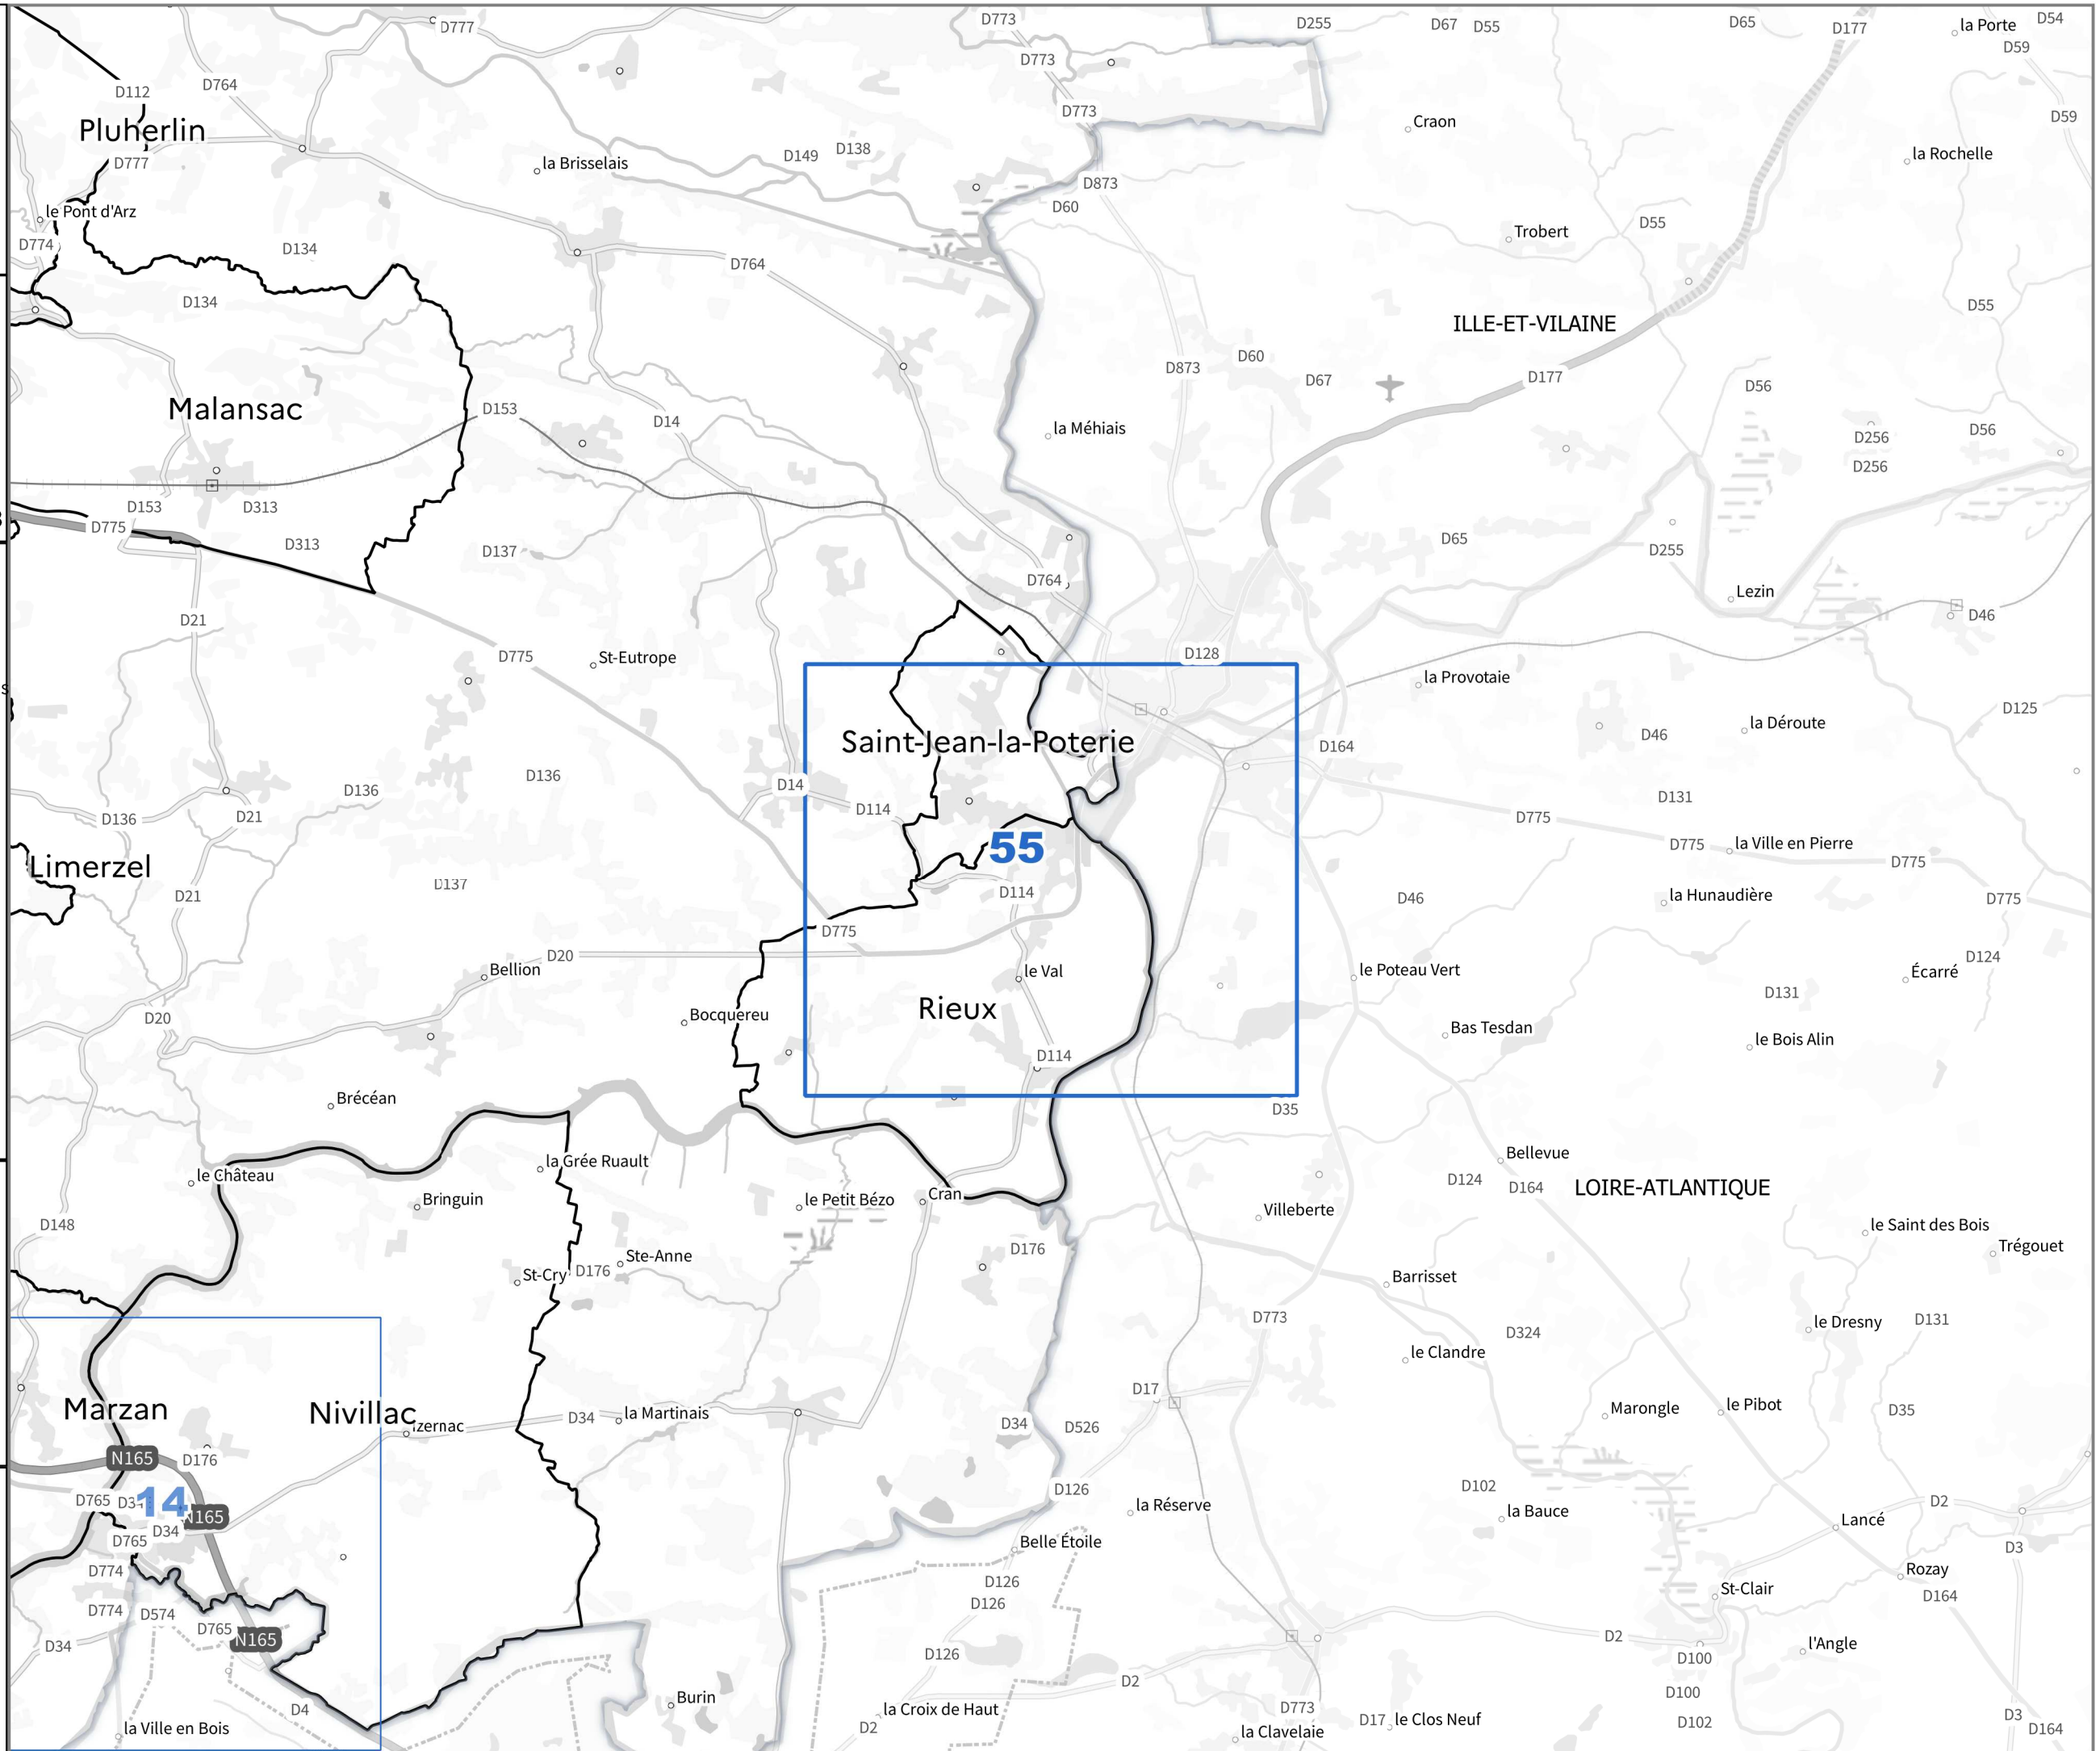 D773
D255
D67
D55
D65
D177
la Porte
D54
D777
D59
D773
D764
D112
D773
D59
Craon
Pluherlin
D149
D138
la Rochelle
D777
la Brisselais
D873
D60
le Pont d'Arz
D55
Trobert
D774
D134
D764
D134
D55
ILLE-ET-VILAINE
D60
D873
D67
D177
D56
Malansac
D153
D14
la Méhiais
D56
D256
D256
D153
D313
D775
D313
D137
D65
D255
D764
Lezin
D46
D21
D128
D775
St-Eutrope
la Provotaie
D125
la Déroute
D46
Saint-Jean-la-Poterie
D164
D136
D14
D136
D131
D114
D136
D21
D775
55
D775
la Ville en Pierre
D775
Limerzel
D137
D21
D114
D46
la Hunaudière
D775
D775
D20
D124
Bellion
le Val
le Poteau Vert
Écarré
D131
Rieux
Bocquereu
D20
Bas Tesdan
le Bois Alin
D114
Brécéan
D35
Bellevue
la Grée Ruault
le Château
D124
D164
LOIRE-ATLANTIQUE
Bringuin
le Petit Bézo
Cran
Villeberte
D148
le Saint des Bois
D176
Trégouet
Ste-Anne
St-Cry
D176
Barrisset
D773
le Dresny
D131
D324
le Clandre
D17
Marzan
Nivillac
le Pibot
Marongle
D35
D34
la Martinais
D34
D526
Izernac
N165
D176
D102
D126
D2
D765
D34
14
la Réserve
la Bauce
N165
Lancé
D34
D765
Belle Étoile
D3
D774
Rozay
D126
St-Clair
D164
D126
D774
D574
D765
N165
D2
l'Angle
D34
D126
D100
D2
D100
Burin
D4
la Croix de Haut
D773
D17
le Clos Neuf
D102
D3
D164
la Ville en Bois
D2
la Clavelaie